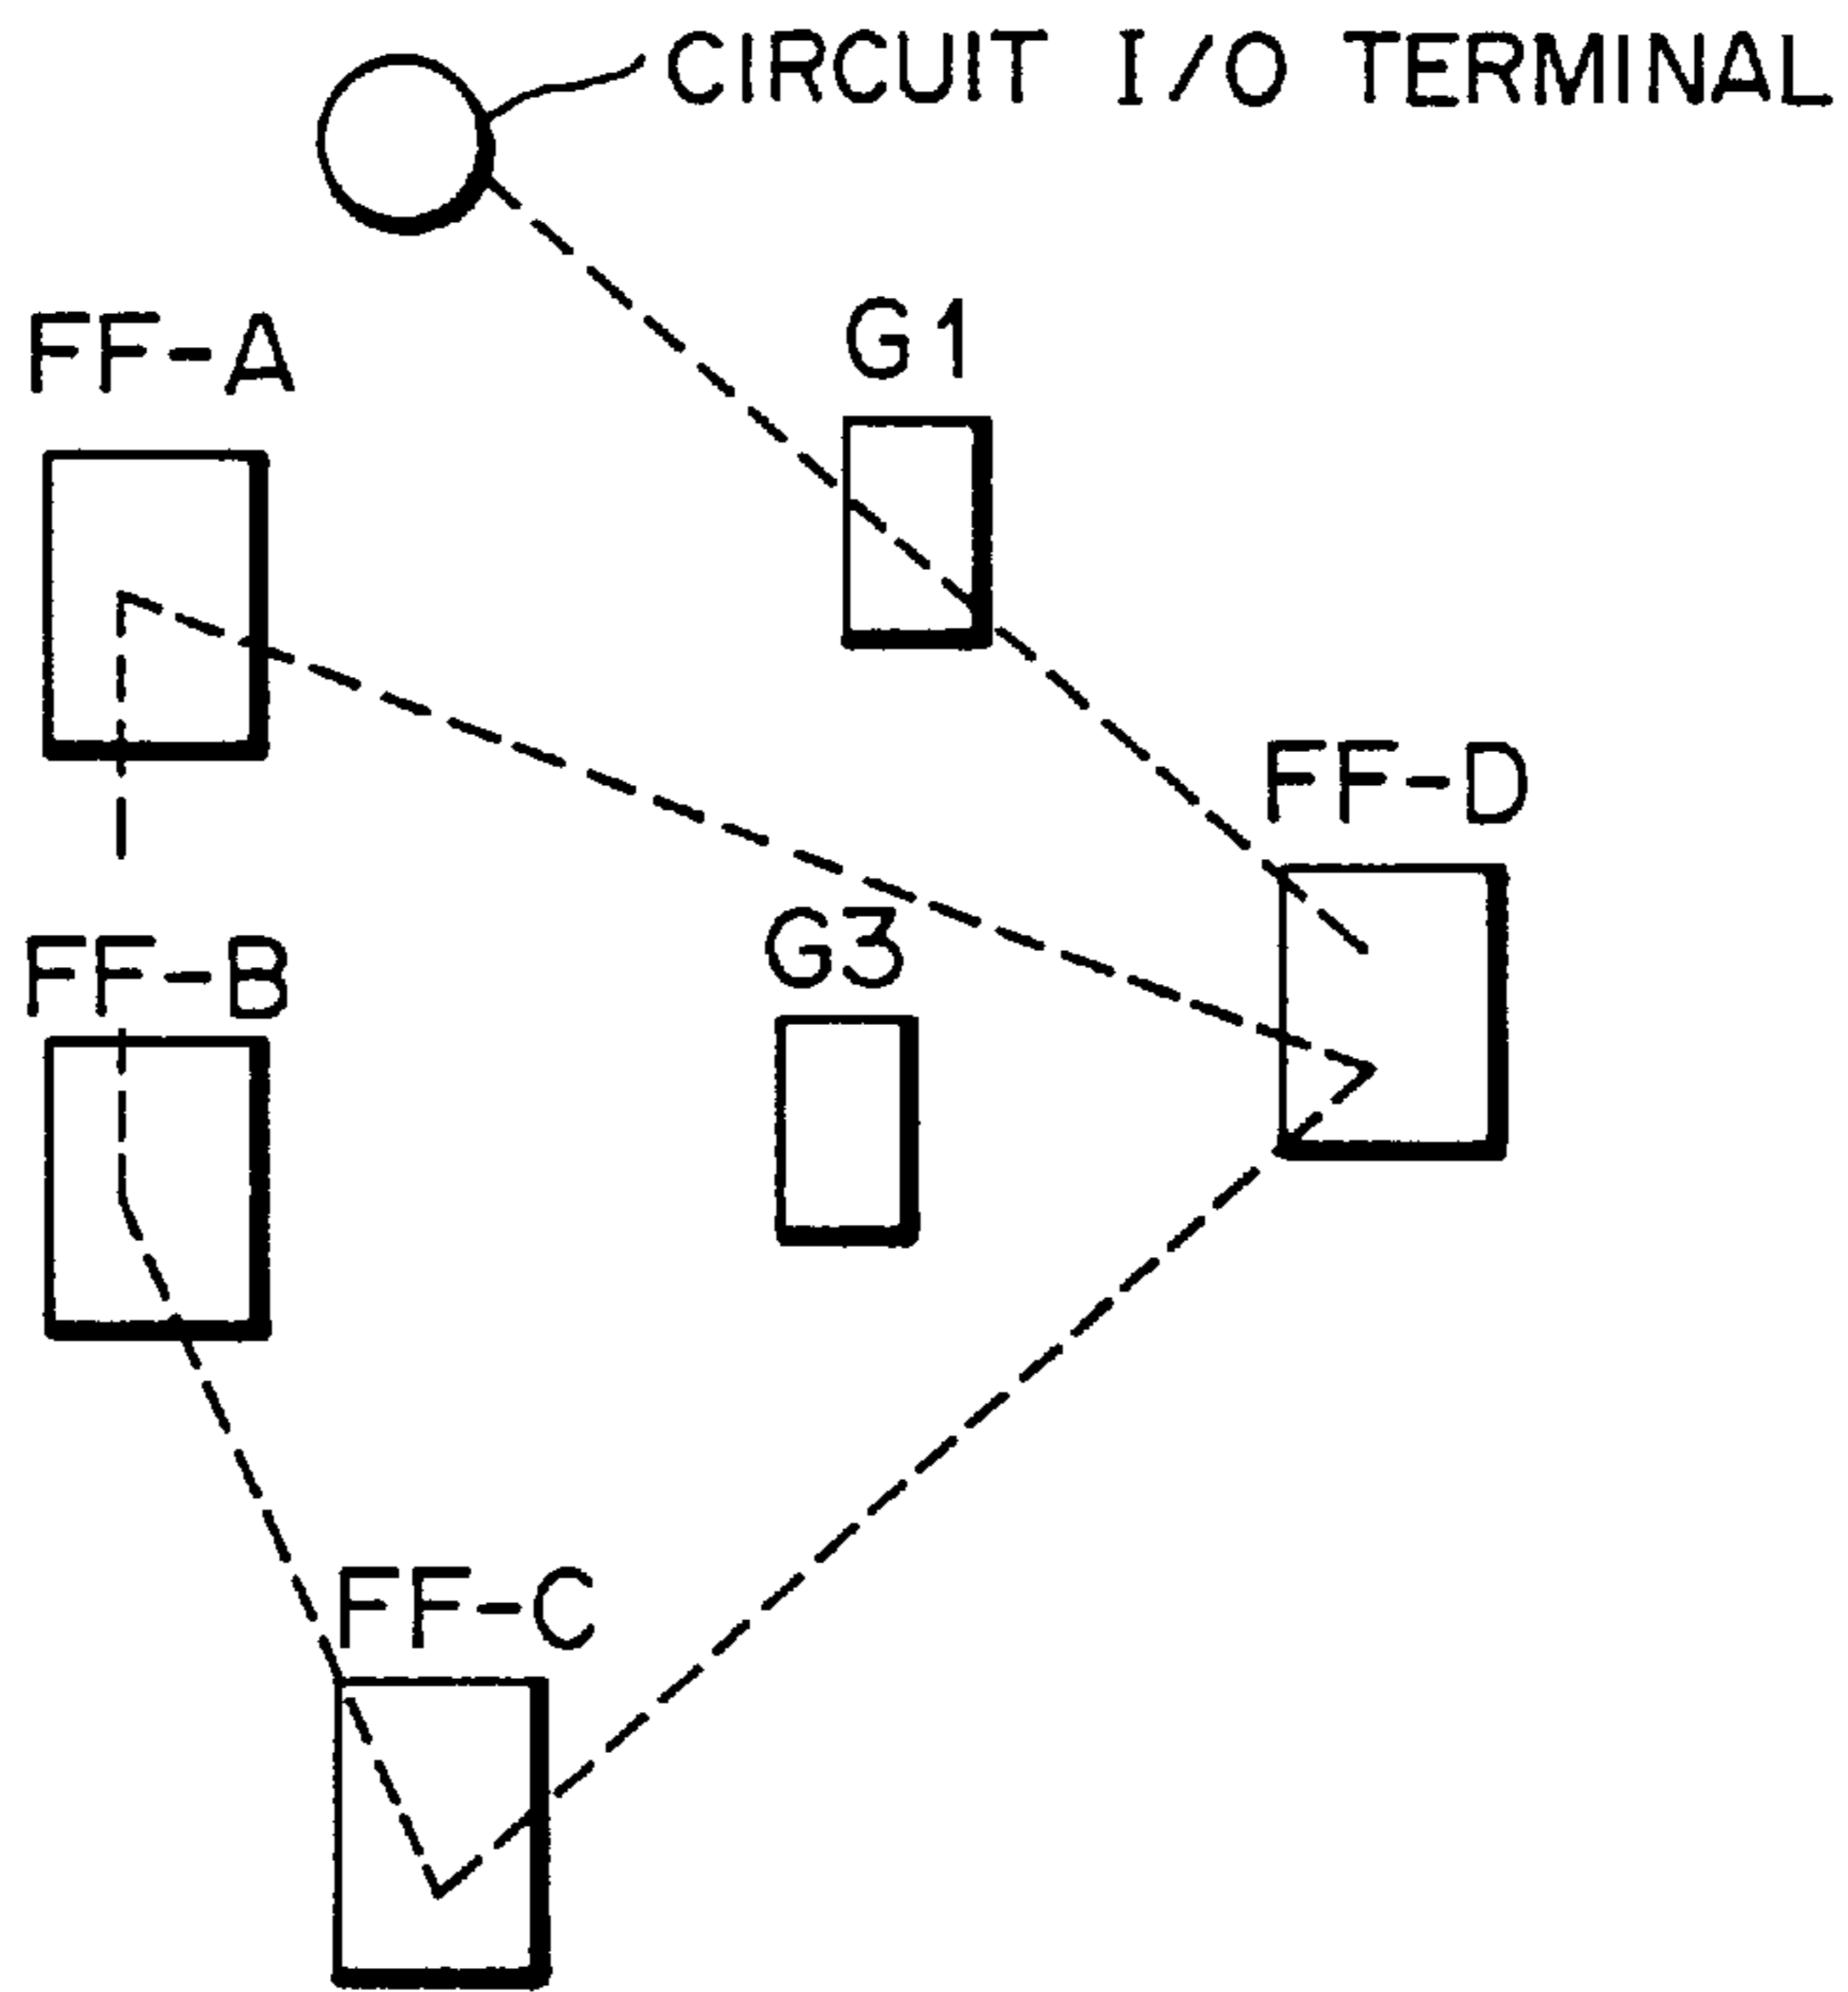 CIRCUIT I/O TERMINAL
FF-A
G1
FF-D
G3
FF-B
FF-C